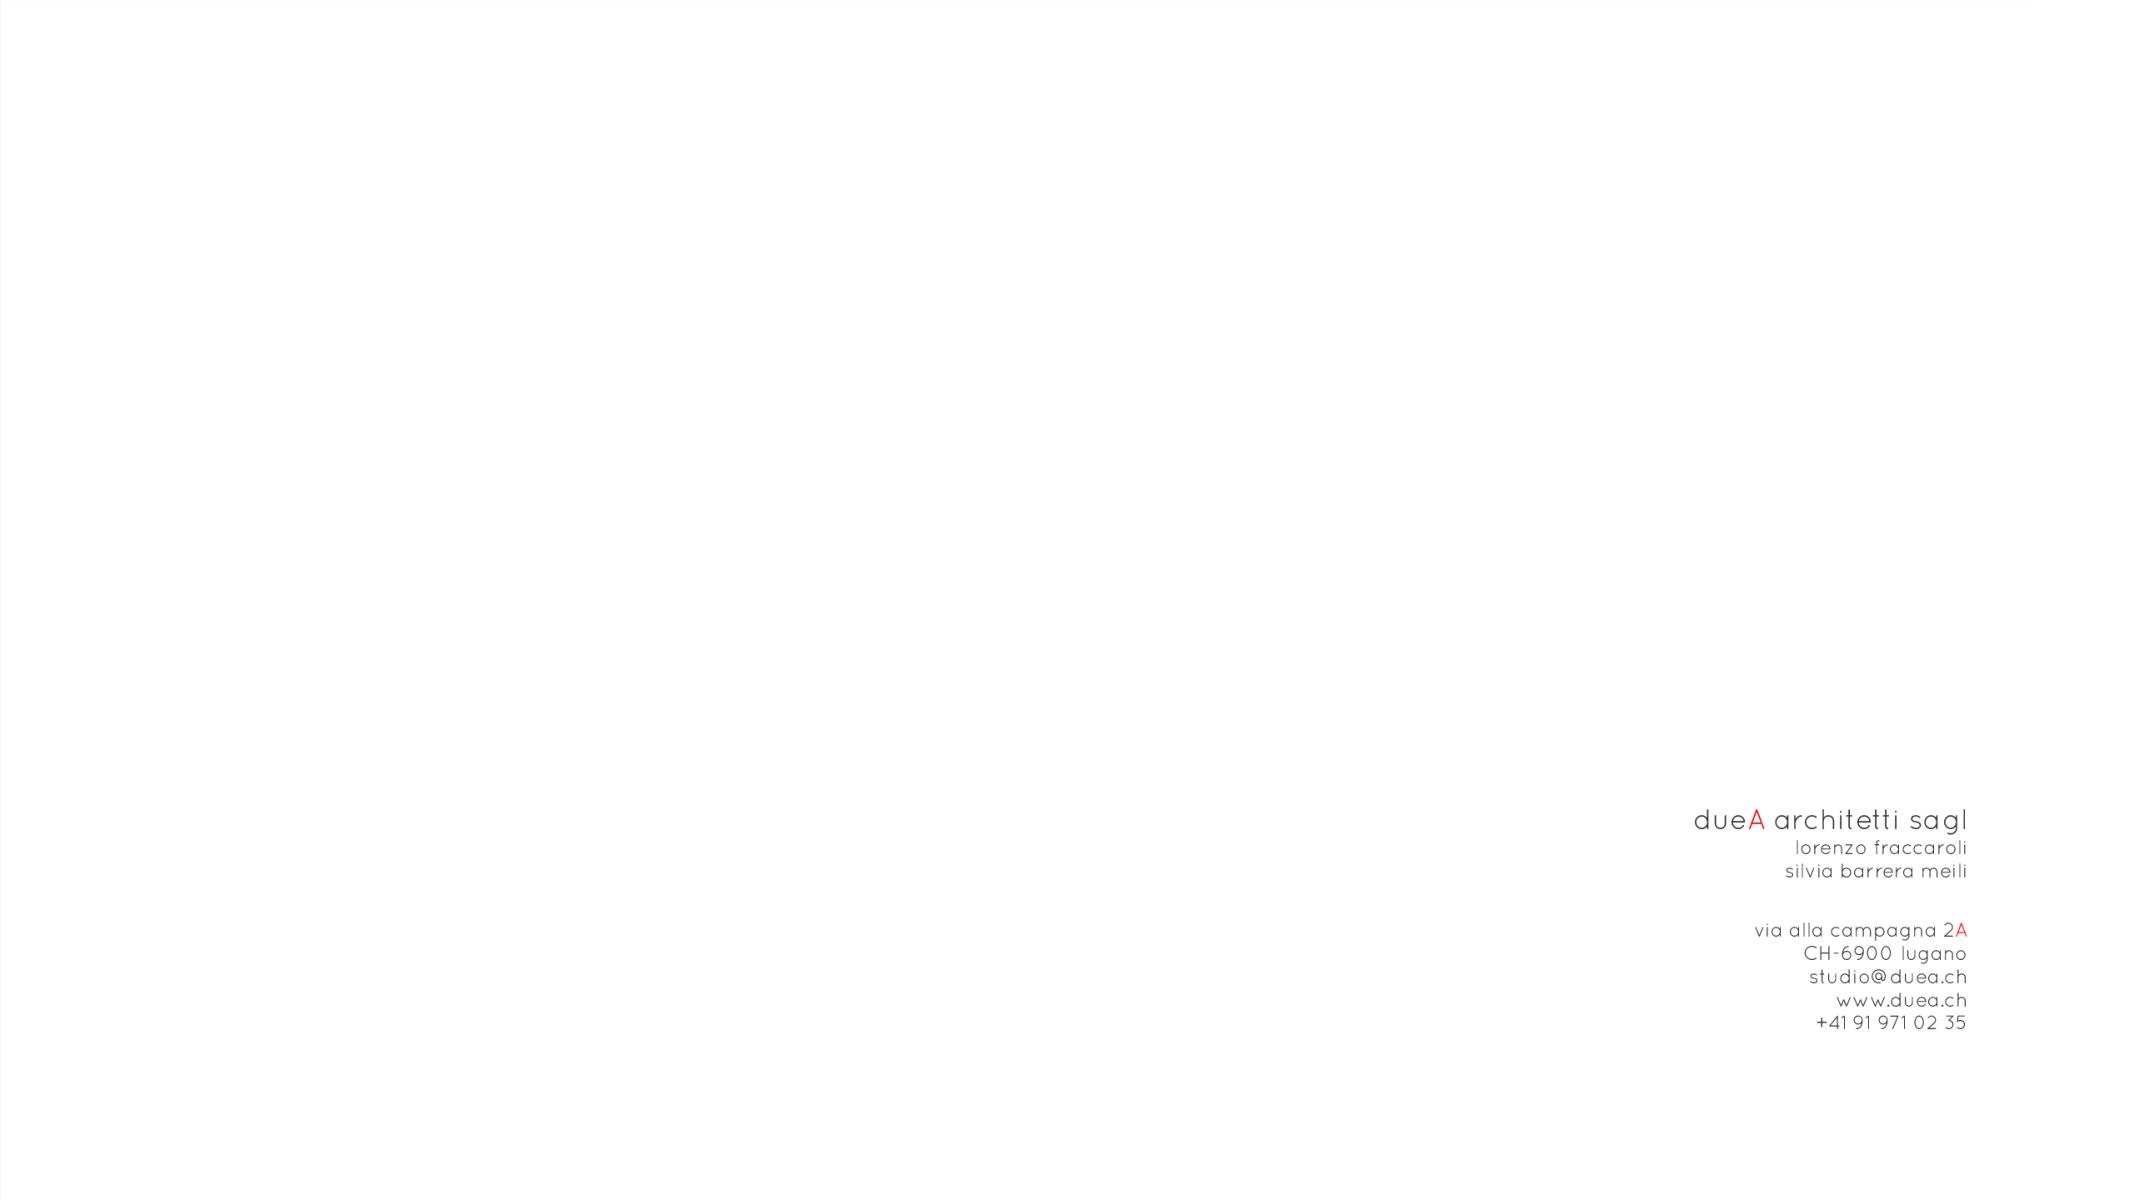 dueA architetti sagl
lorenzo fraccaroli
silvia barrera meili
via alla campagna 2A
CH-6900 lugano
studio@duea.ch
www.duea.ch
+41 91 971 02 35